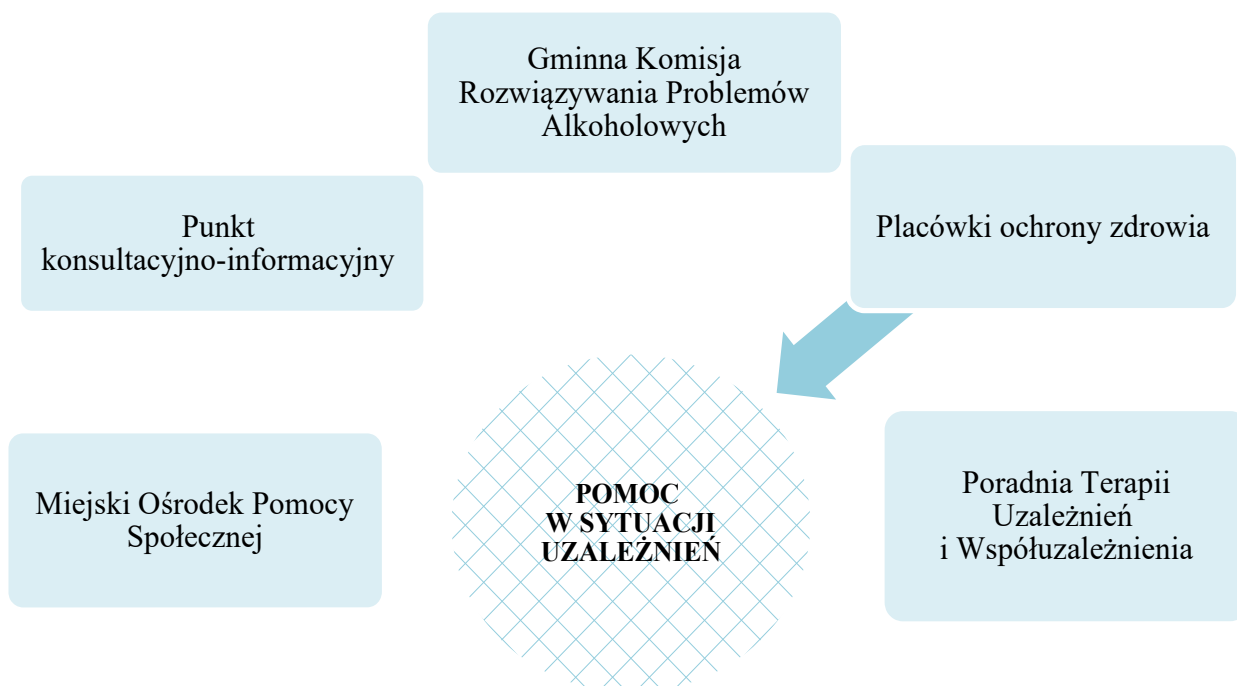 Gminna Komisja
Rozwiązywania Problemów
Alkoholowych
Punkt
konsultacyjno-informacyjny
Placówki ochrony zdrowia
Miejski Ośrodek Pomocy
Społecznej
POMOC
W SYTUACJI
UZALEŻNIEŃ
Poradnia Terapii
Uzależnień
i Współuzależnienia